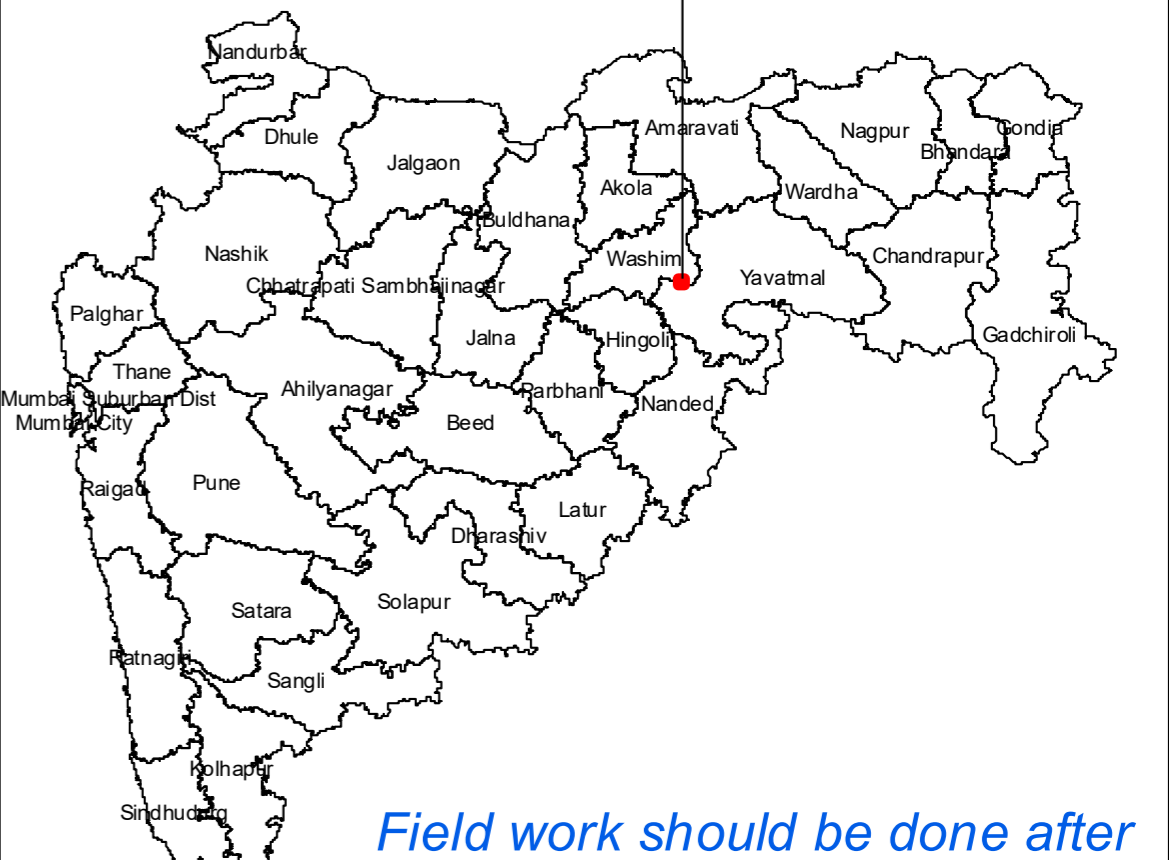 Nandurbar
Dhule
Jalgaon
Amaravati
Nagpur
Gondia
Bhandara
Akola
Wardha
Buldhana
Nashik
Washim
Chandrapur
Yavatmal
Chhatrapati Sambhajinagar
Palghar
Jalna
Hingoli
Gadchiroli
Thane
Ahilyanagar
Parbhani
Mumbai Suburban Dist
Nanded
Mumbai City
Beed
Raigad
Pune
Latur
Dharashiv
Satara
Solapur
Ratnagiri
Sangli
Kolhapur
Sindhudurg
Field work should be done after